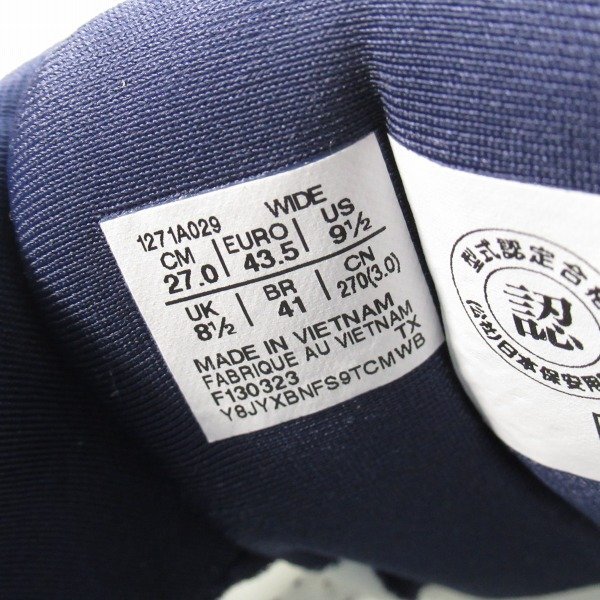 1271A029 WIDE
CM EURO US
27.0 43.5 9½
UK BR CN
8½ 41 270(3.0)
MADE IN VIETNAM
FABRIQUE AU VIETNAM
F130323 TX
Y8JYXBNFS9TCMWB
型式認定合格
認
(公社)日本保安用